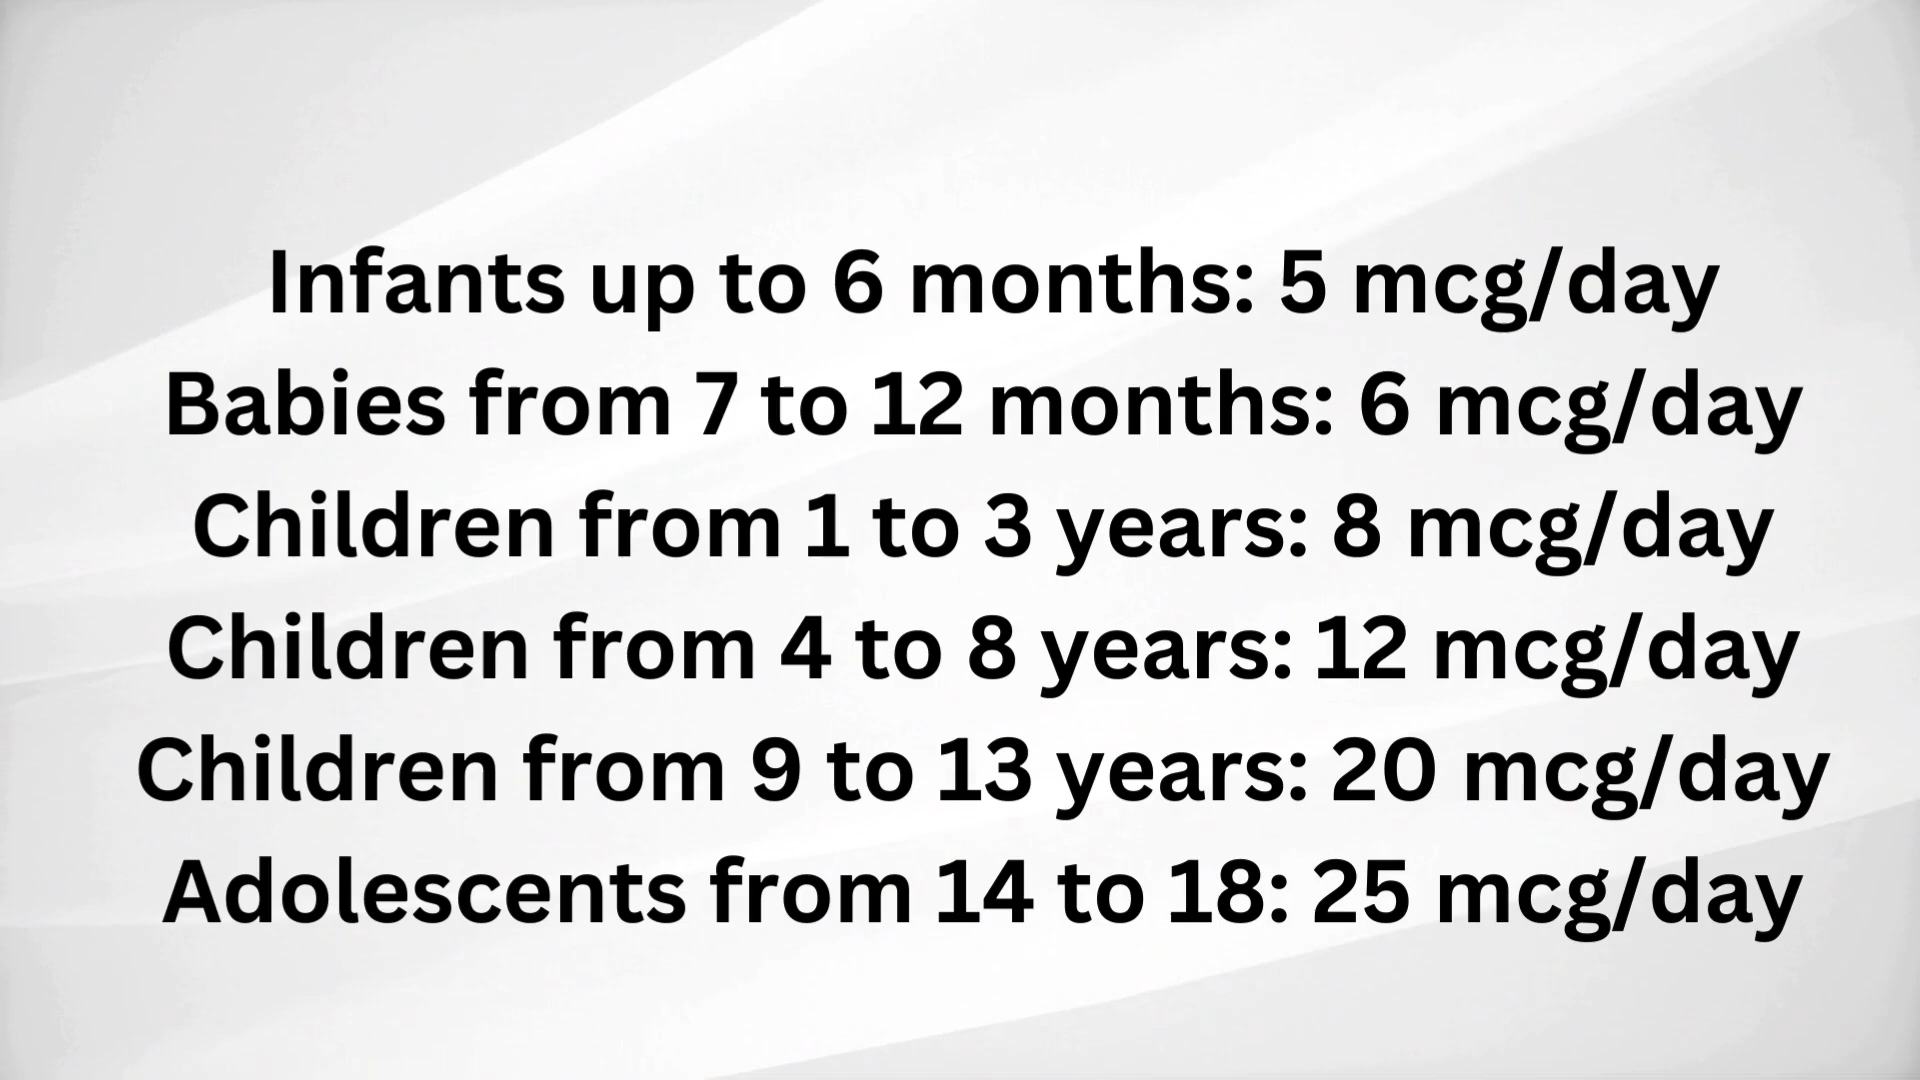 Infants up to 6 months: 5 mcg/day
Babies from 7 to 12 months: 6 mcg/day
Children from 1 to 3 years: 8 mcg/day
Children from 4 to 8 years: 12 mcg/day
Children from 9 to 13 years: 20 mcg/day
Adolescents from 14 to 18: 25 mcg/day